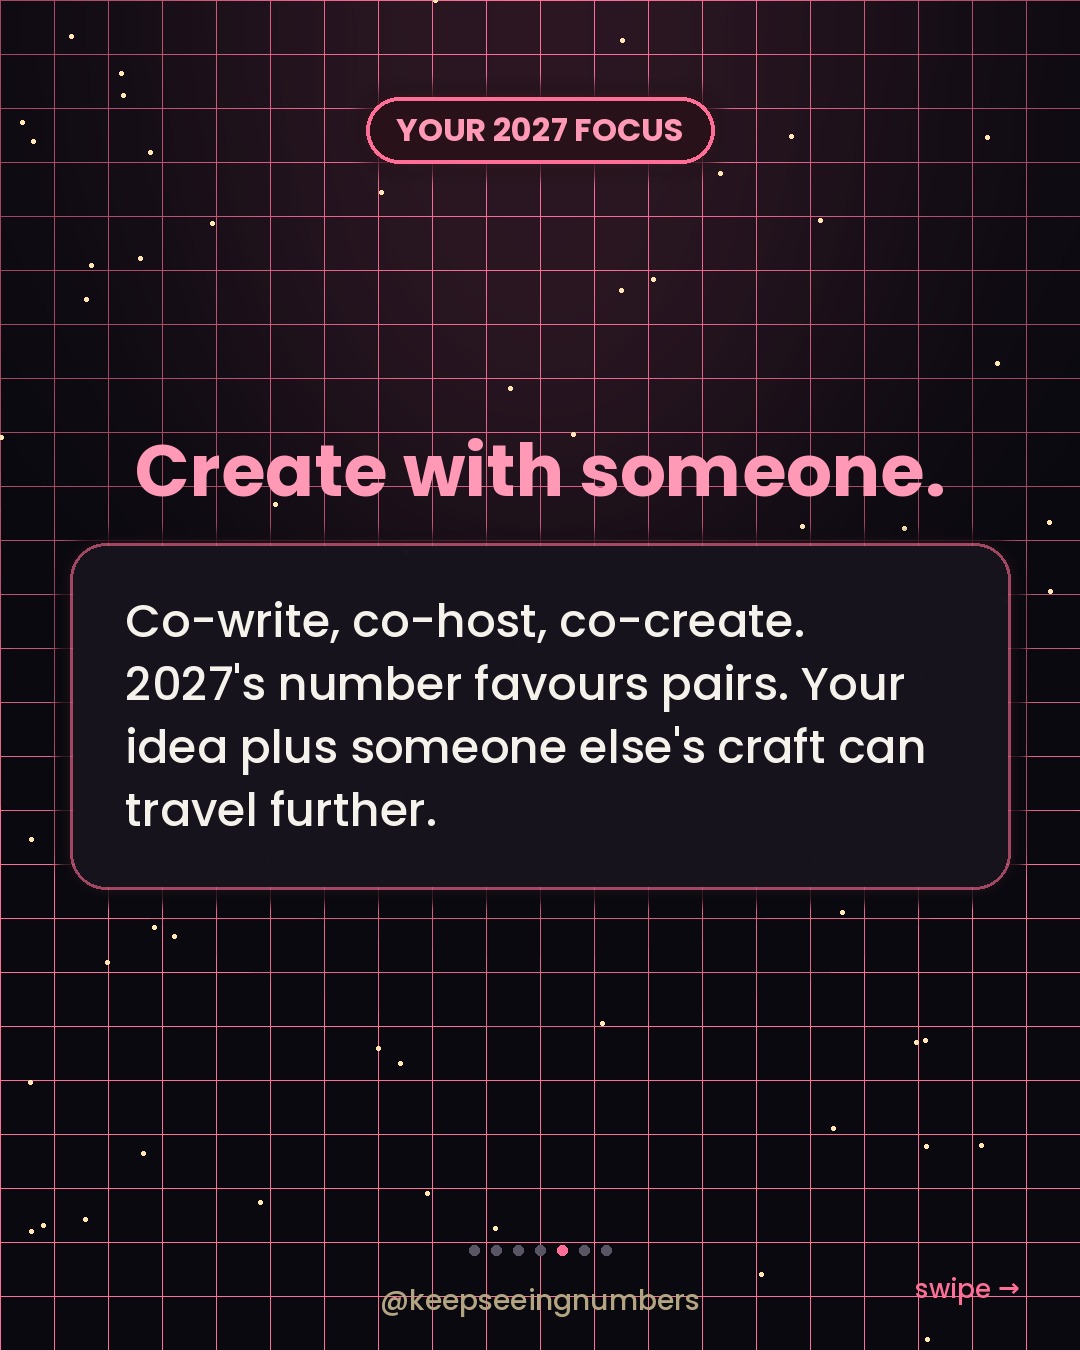 YOUR 2027 FOCUS
Create with someone.
Co-write, co-host, co-create.
2027's number favours pairs. Your
idea plus someone else's craft can
travel further.
@keepseeingnumbers
swipe →